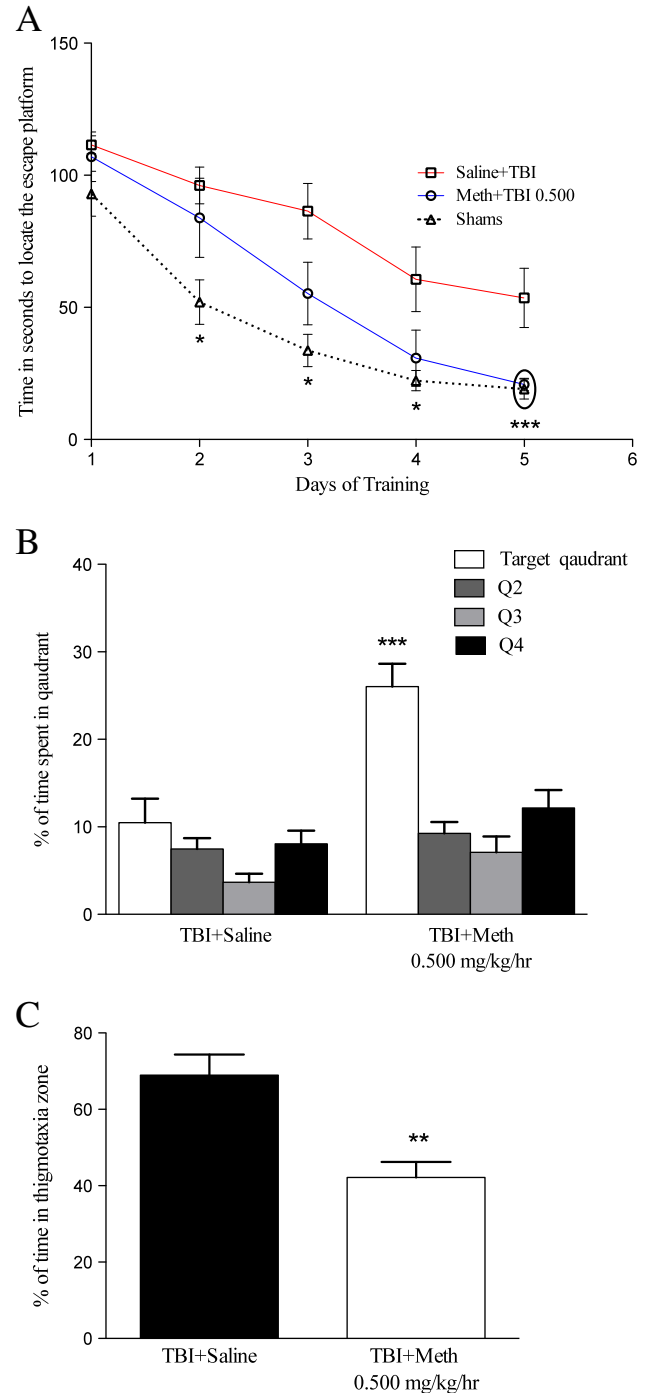 A
150
100
50
0
Time in seconds to locate the escape platform
Saline+TBI
Meth+TBI 0.500
Shams
*
*
*
***
1 2 3 4 5 6
Days of Training
B
40
30
20
10
0
% of time spent in qaudrant
Target qaudrant
Q2
Q3
Q4
***
TBI+Saline
TBI+Meth
0.500 mg/kg/hr
C
80
60
40
20
0
% of time in thigmotaxia zone
**
TBI+Saline
TBI+Meth
0.500 mg/kg/hr